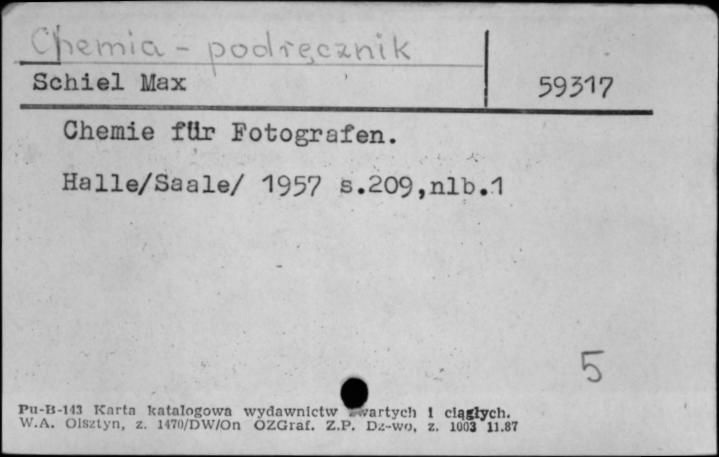 Chemia - podręcznik
Schiel Max
59317
Chemie für Fotografen.
Halle/Saale/ 1957 s.209,nlb.1
5
Pu-B-143 Karta katalogowa wydawnictw zwartych i ciągłych.
W.A. Olsztyn, z. 1470/DW/On OZGraf. Z.P. Dz-wo, z. 1003 11.87